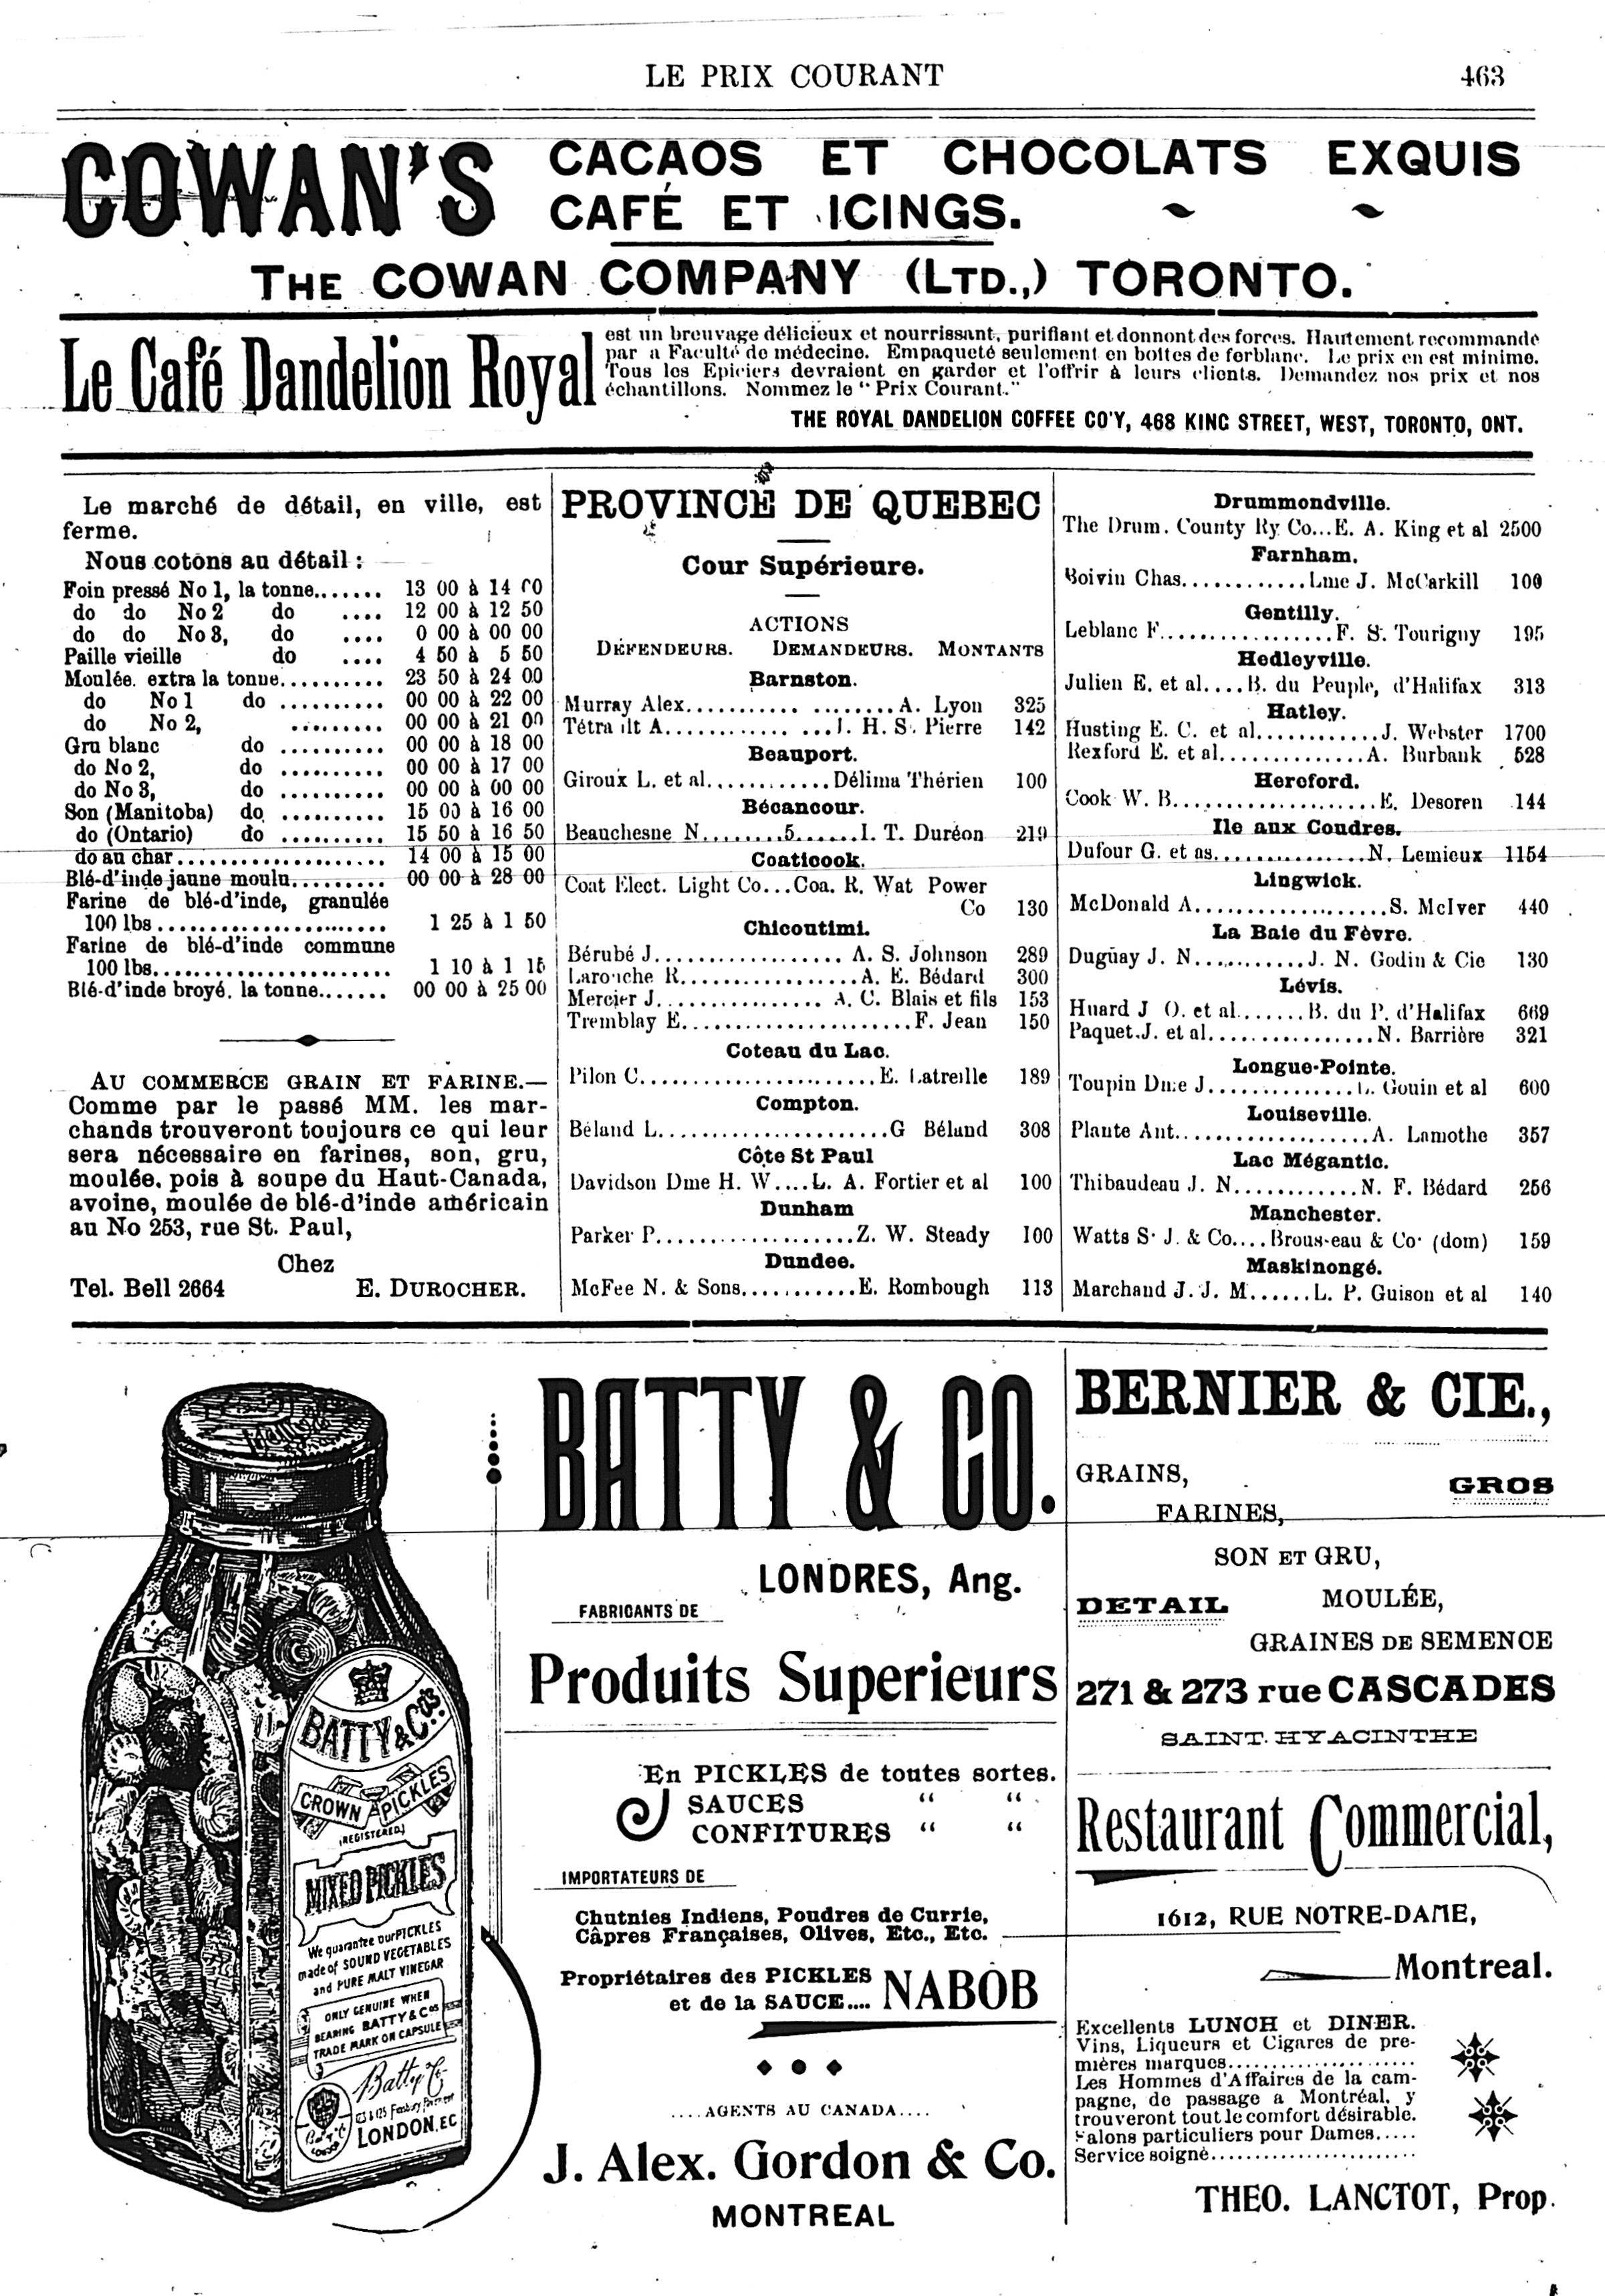 LE PRIX COURANT 463
COWAN'S CACAOS ET CHOCOLATS EXQUIS
CAFÉ ET ICINGS.
THE COWAN COMPANY (LTD.,) TORONTO.
Le Café Dandelion Royal
est un breuvage délicieux et nourrissant, purifiant et donnont des forces. Hautement recommandé
par a Faculté de médecine. Empaqueté seulement en boîtes de ferblanc. Le prix en est minime.
Tous les Epiciers devraient en garder et l'offrir à leurs clients. Demandez nos prix et nos
échantillons. Nommez le "Prix Courant."
THE ROYAL DANDELION COFFEE CO'Y, 468 KING STREET, WEST, TORONTO, ONT.
Le marché de détail, en ville, est
ferme.
Nous cotons au détail :
Foin pressé No 1, la tonne....... 13 00 à 14 00
do do No 2 do .... 12 00 à 12 50
do do No 3, do .... 0 00 à 00 00
Paille vieille do .... 4 50 à 5 50
Moulée. extra la tonne.......... 23 50 à 24 00
do No 1 do .......... 00 00 à 22 00
do No 2, ......... 00 00 à 21 00
Gru blanc do .......... 00 00 à 18 00
do No 2, do .......... 00 00 à 17 00
do No 3, do .......... 00 00 à 00 00
Son (Manitoba) do .......... 15 00 à 16 00
do (Ontario) do .......... 15 50 à 16 50
do au char..................... 14 00 à 15 00
Blé-d'inde jaune moulu......... 00 00 à 28 00
Farine de blé-d'inde, granulée
100 lbs....................... 1 25 à 1 50
Farine de blé-d'inde commune
100 lbs....................... 1 10 à 1 15
Blé-d'inde broyé. la tonne....... 00 00 à 25 00
AU COMMERCE GRAIN ET FARINE.—
Comme par le passé MM. les mar-
chands trouveront toujours ce qui leur
sera nécessaire en farines, son, gru,
moulée, pois à soupe du Haut-Canada,
avoine, moulée de blé-d'inde américain
au No 253, rue St. Paul,
Chez
Tel. Bell 2664 E. DUROCHER.
PROVINCE DE QUEBEC
Cour Supérieure.
ACTIONS
DÉFENDEURS. DEMANDEURS. MONTANTS
Barnston.
Murray Alex........... ........A. Lyon 325
Tétra lt A............ ...J. H. S. Pierre 142
Beauport.
Giroux L. et al............Délima Thérien 100
Bécancour.
Beauchesne N........5......I. T. Duréon 219
Coaticook.
Coat Elect. Light Co...Coa. R. Wat Power
Co 130
Chicoutimi.
Bérubé J.................. A. S. Johnson 289
Larouche R.................A. E. Bédard 300
Mercier J................ A. C. Blais et fils 153
Tremblay E.......................F. Jean 150
Coteau du Lac.
Pilon C.......................E. Latreille 189
Compton.
Béland L.......................G Béland 308
Côte St Paul
Davidson Dme H. W....L. A. Fortier et al 100
Dunham
Parker P...................Z. W. Steady 100
Dundee.
McFee N. & Sons...........E. Rombough 113
Drummondville.
The Drum. County Ry Co...E. A. King et al 2500
Farnham.
Boivin Chas............Lme J. McCarkill 100
Gentilly.
Leblanc F.................F. S. Tourigny 195
Hedleyville.
Julien E. et al....B. du Peuple, d'Halifax 313
Hatley.
Husting E. C. et al............J. Webster 1700
Rexford E. et al..............A. Burbank 528
Hereford.
Cook W. B....................E. Desoren 144
Ile aux Coudres.
Dufour G. et as...............N. Lemieux 1154
Lingwick.
McDonald A...................S. McIver 440
La Baie du Fèvre.
Duguay J. N...........J. N. Godin & Cie 130
Lévis.
Huard J O. et al.......B. du P. d'Halifax 669
Paquet J. et al.................N. Barrière 321
Longue-Pointe.
Toupin Dme J...............L. Gouin et al 600
Louiseville.
Plante Ant...................A. Lamothe 357
Lac Mégantic.
Thibaudeau J. N............N. F. Bédard 256
Manchester.
Watts S. J. & Co....Brousseau & Co. (dom) 159
Maskinongé.
Marchand J. J. M......L. P. Guison et al 140
BATTY & CO.
LONDRES, Ang.
FABRICANTS DE
Produits Superieurs
En PICKLES de toutes sortes.
SAUCES " "
CONFITURES " "
IMPORTATEURS DE
Chutnies Indiens, Poudres de Currie,
Câpres Françaises, Olives, Etc., Etc.
Propriétaires des PICKLES
et de la SAUCE.... NABOB
....AGENTS AU CANADA....
J. Alex. Gordon & Co.
MONTREAL
BATTY & Co's
CROWN PICKLES
(REGISTERED)
MIXED PICKLES
We guarantee our PICKLES
made of SOUND VEGETABLES
and PURE MALT VINEGAR
ONLY GENUINE WHEN
BEARING BATTY & Cos
TRADE MARK ON CAPSULE
Batty & Co
LONDON. EC
BERNIER & CIE.,
GRAINS,
GROS
FARINES,
SON ET GRU,
DETAIL MOULÉE,
GRAINES DE SEMENCE
271 & 273 rue CASCADES
SAINT-HYACINTHE
Restaurant Commercial,
1612, RUE NOTRE-DAME,
Montreal.
Excellents LUNCH et DINER.
Vins, Liqueurs et Cigares de pre-
mières marques.....................
Les Hommes d'Affaires de la cam-
pagne, de passage a Montréal, y
trouveront tout le comfort désirable.
Salons particuliers pour Dames.....
Service soigné........................
THEO. LANCTOT, Prop.